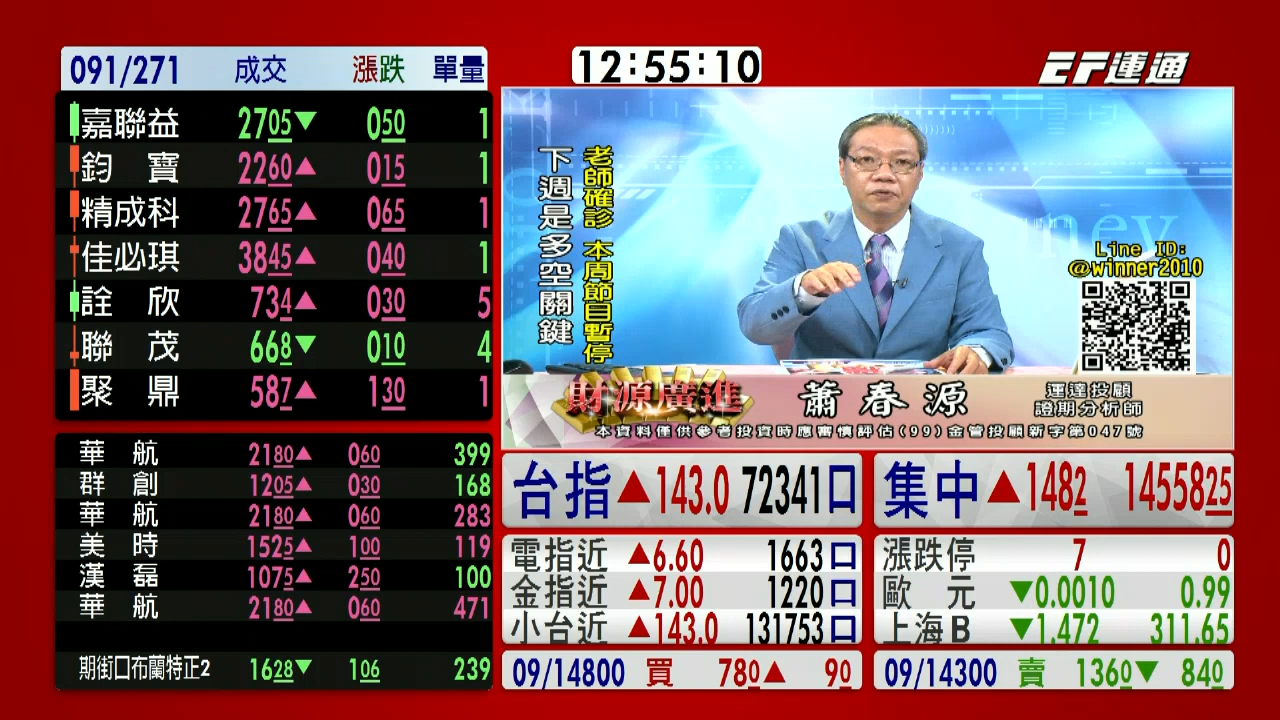 091/271 成交 漲跌 單量
嘉聯益 2705▼ 050 1
鈞寶 2260▲ 015 1
精成科 2765▲ 065 1
佳必琪 3845▲ 040 1
詮欣 734▲ 030 5
聯茂 668▼ 010 4
聚鼎 587▲ 130 1
華航 2180▲ 060 399
群創 1205▲ 030 168
華航 2180▲ 060 283
美時 1525▲ 100 119
漢磊 1075▲ 250 100
華航 2180▲ 060 471
期街口布蘭特正2 1628▼ 106 239
12:55:10
EF運通
老師確診 本周節目暫停
下週是多空關鍵
Line ID:
@winner2010
ney
財源廣進 蕭春源 運達投顧
證期分析師
本資料僅供參考投資時應審慎評估(99)金管投顧新字第047號
台指▲143.0 72341口
集中▲1482 1455825
電指近 ▲6.60 1663口
金指近 ▲7.00 1220口
小台近 ▲143.0 131753口
漲跌停 7 0
歐元 ▼0.0010 0.99
上海B ▼1.472 311.65
09/14800 買 780▲ 90
09/14300 賣 1360▼ 840